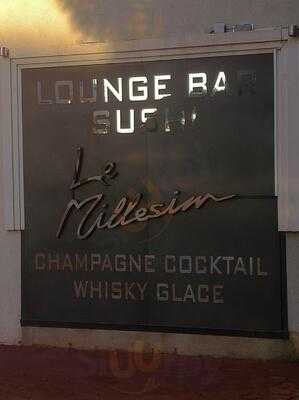 LOUNGE BAR
SUSHI
Le
Millesim
CHAMPAGNE COCKTAIL
WHISKY GLACE